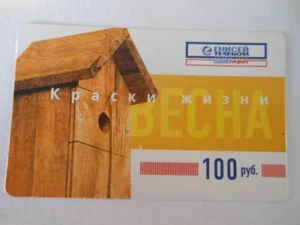 ЕНИСЕЙ
ТЕЛЕКОМ
Краски жизни
ВЕСНА
100 руб.